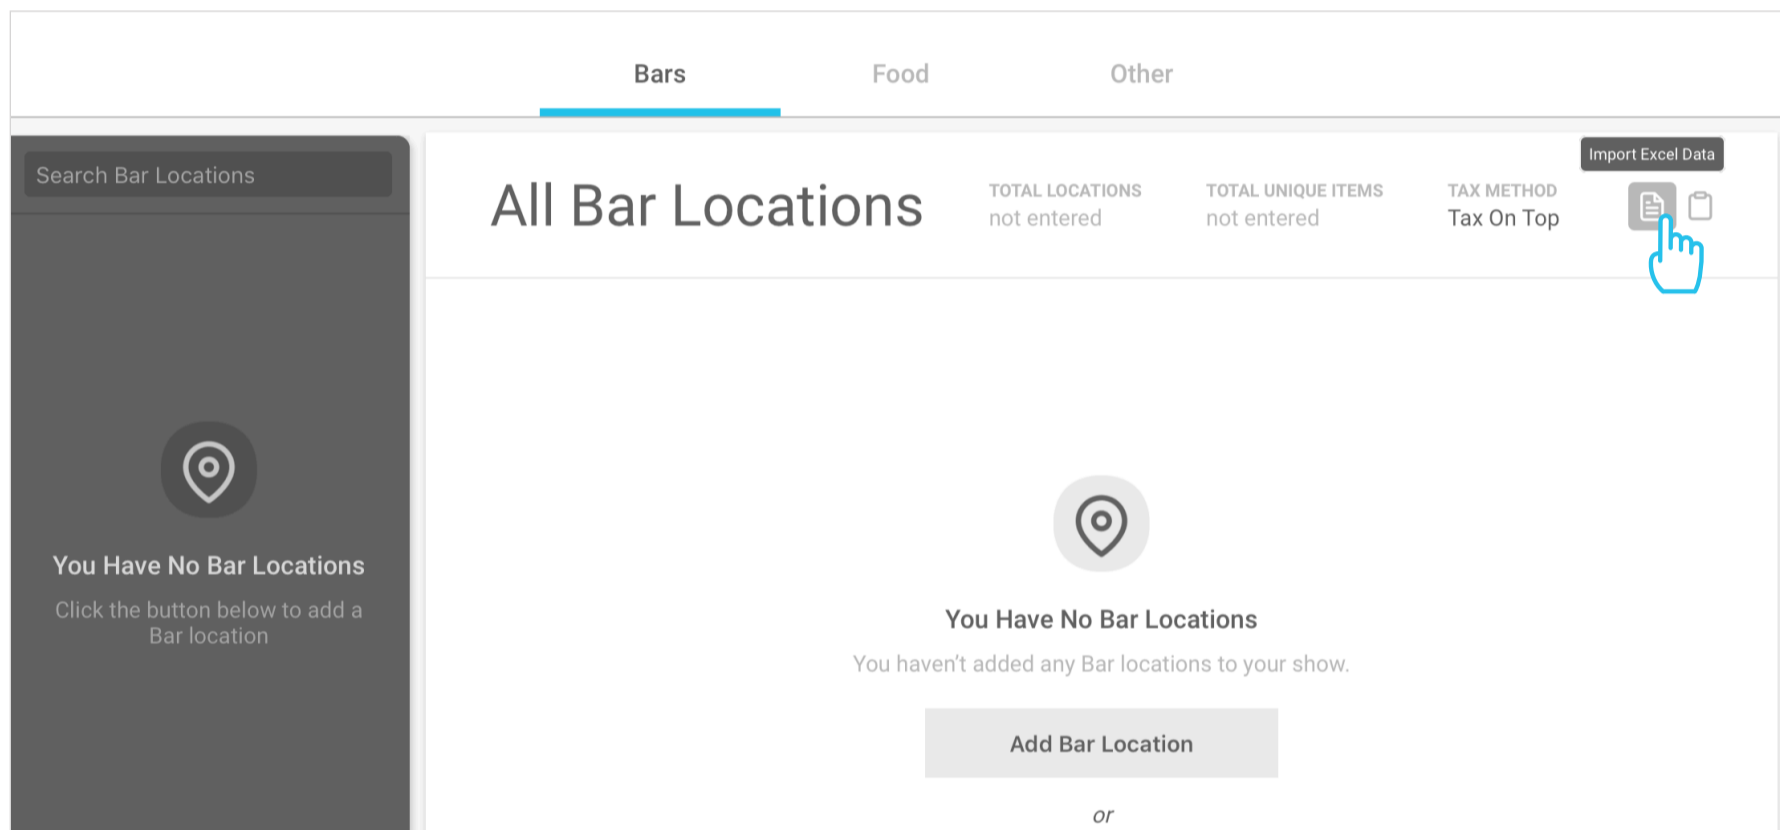 Bars
Food
Other
Search Bar Locations
You Have No Bar Locations
Click the button below to add a
Bar location
All Bar Locations
TOTAL LOCATIONS
not entered
TOTAL UNIQUE ITEMS
not entered
TAX METHOD
Tax On Top
Import Excel Data
You Have No Bar Locations
You haven’t added any Bar locations to your show.
Add Bar Location
or